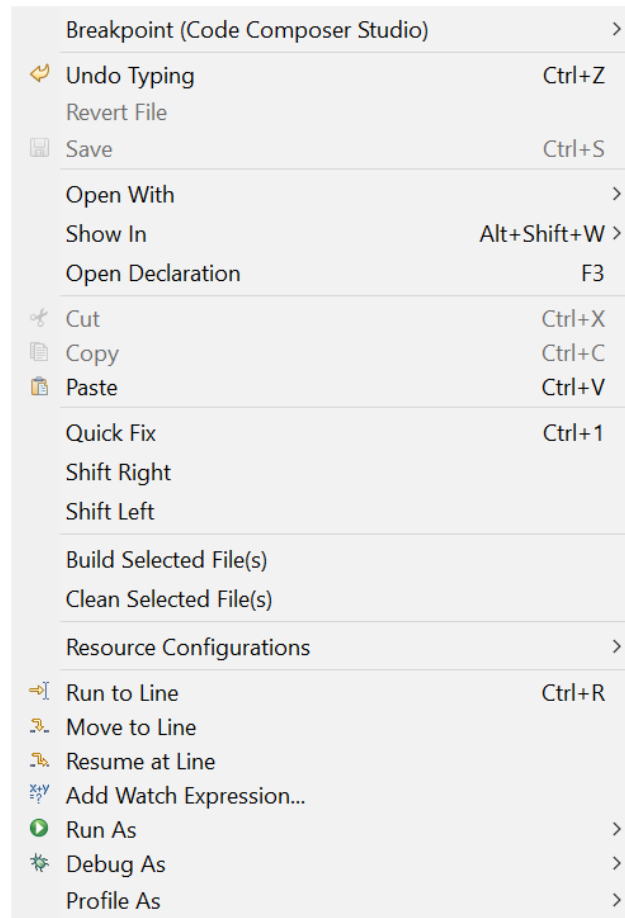 Breakpoint (Code Composer Studio) >
Undo Typing Ctrl+Z
Revert File
Save Ctrl+S
Open With >
Show In Alt+Shift+W >
Open Declaration F3
Cut Ctrl+X
Copy Ctrl+C
Paste Ctrl+V
Quick Fix Ctrl+1
Shift Right
Shift Left
Build Selected File(s)
Clean Selected File(s)
Resource Configurations >
Run to Line Ctrl+R
Move to Line
Resume at Line
x+y=? Add Watch Expression...
Run As >
Debug As >
Profile As >